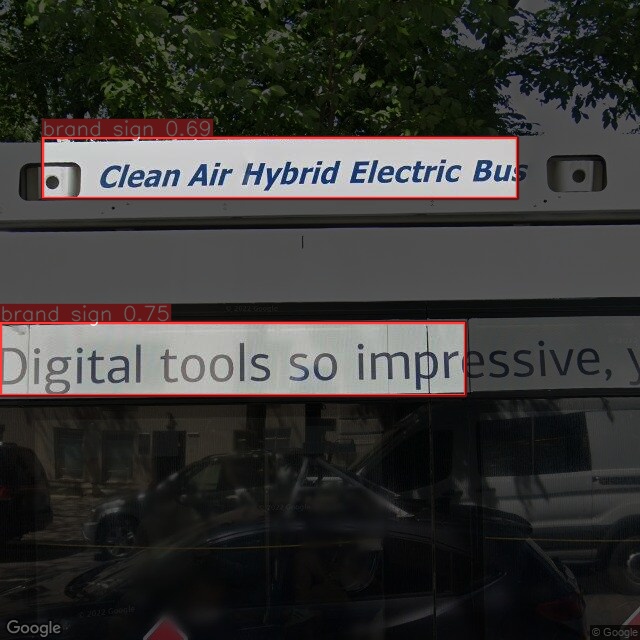 brand sign 0.69
Clean Air Hybrid Electric Bus
brand sign 0.75
Digital tools so impressive,
Google
© Google